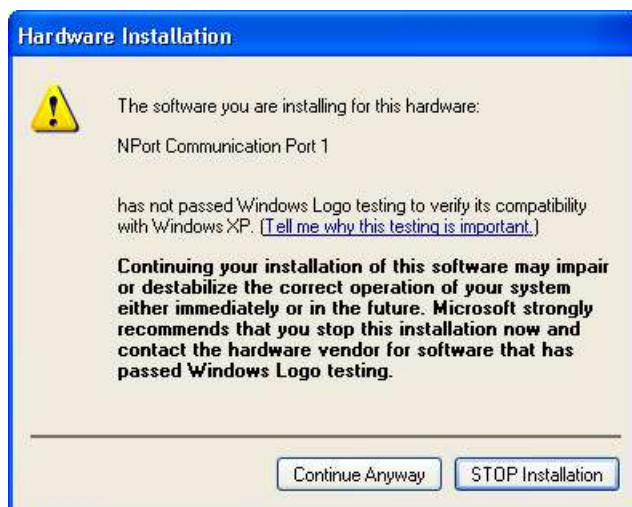 Hardware Installation
The software you are installing for this hardware:
NPort Communication Port 1
has not passed Windows Logo testing to verify its compatibility
with Windows XP. (Tell me why this testing is important.)
Continuing your installation of this software may impair
or destabilize the correct operation of your system
either immediately or in the future. Microsoft strongly
recommends that you stop this installation now and
contact the hardware vendor for software that has
passed Windows Logo testing.
Continue Anyway
STOP Installation